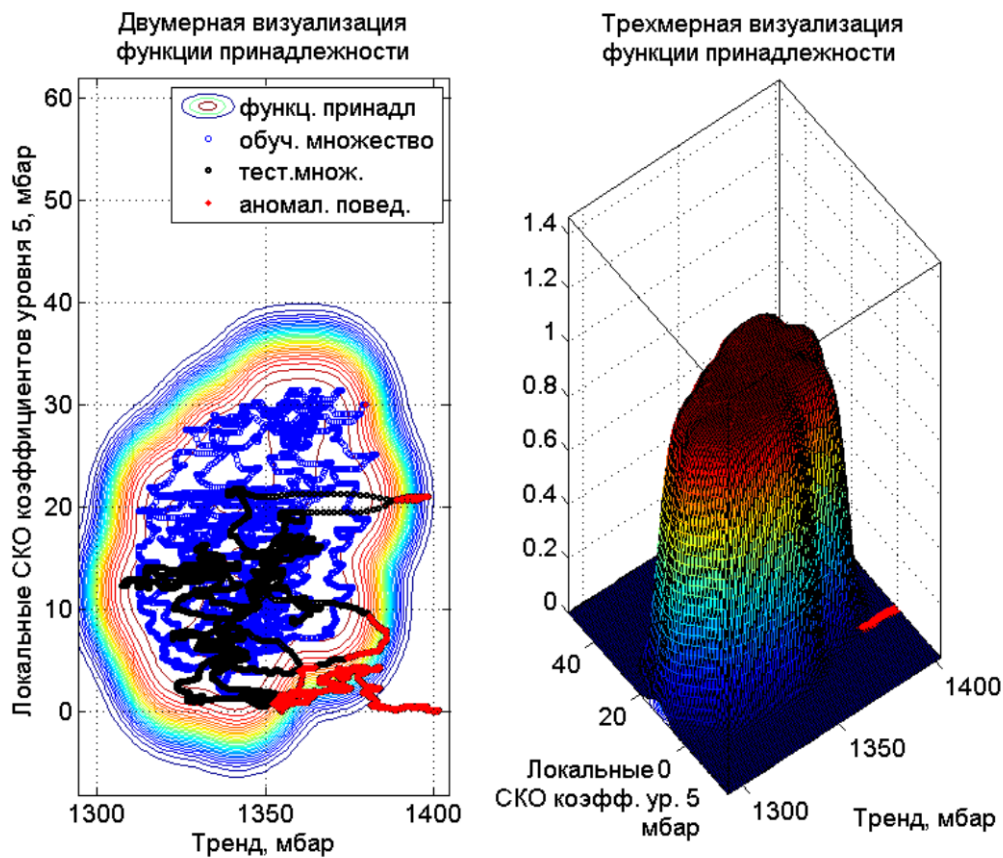 Двумерная визуализация
функции принадлежности
60
50
40
30
20
10
0
1300
1350
1400
Локальные СКО коэффициентов уровня 5, мбар
Тренд, мбар
функц. принадл
обуч. множество
тест.множ.
аномал. повед.
Трехмерная визуализация
функции принадлежности
1.4
1.2
1
0.8
0.6
0.4
0.2
0
40
20
0
Локальные
СКО коэфф. ур. 5
мбар
1300
1350
1400
Тренд, мбар